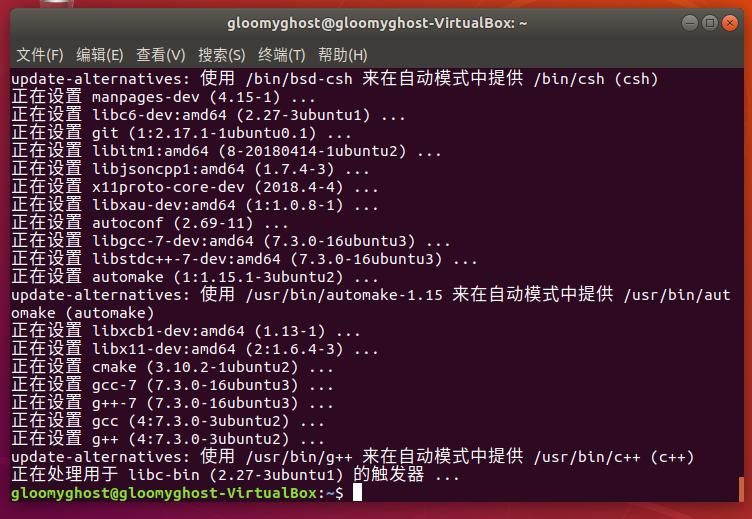 gloomyghost@gloomyghost-VirtualBox: ~
文件(F) 编辑(E) 查看(V) 搜索(S) 终端(T) 帮助(H)
update-alternatives: 使用 /bin/bsd-csh 来在自动模式中提供 /bin/csh (csh)
正在设置 manpages-dev (4.15-1) ...
正在设置 libc6-dev:amd64 (2.27-3ubuntu1) ...
正在设置 git (1:2.17.1-1ubuntu0.1) ...
正在设置 libitm1:amd64 (8-20180414-1ubuntu2) ...
正在设置 libjsoncpp1:amd64 (1.7.4-3) ...
正在设置 x11proto-core-dev (2018.4-4) ...
正在设置 libxau-dev:amd64 (1:1.0.8-1) ...
正在设置 autoconf (2.69-11) ...
正在设置 libgcc-7-dev:amd64 (7.3.0-16ubuntu3) ...
正在设置 libstdc++-7-dev:amd64 (7.3.0-16ubuntu3) ...
正在设置 automake (1:1.15.1-3ubuntu2) ...
update-alternatives: 使用 /usr/bin/automake-1.15 来在自动模式中提供 /usr/bin/aut
omake (automake)
正在设置 libxcb1-dev:amd64 (1.13-1) ...
正在设置 libx11-dev:amd64 (2:1.6.4-3) ...
正在设置 cmake (3.10.2-1ubuntu2) ...
正在设置 gcc-7 (7.3.0-16ubuntu3) ...
正在设置 g++-7 (7.3.0-16ubuntu3) ...
正在设置 gcc (4:7.3.0-3ubuntu2) ...
正在设置 g++ (4:7.3.0-3ubuntu2) ...
update-alternatives: 使用 /usr/bin/g++ 来在自动模式中提供 /usr/bin/c++ (c++)
正在处理用于 libc-bin (2.27-3ubuntu1) 的触发器 ...
gloomyghost@gloomyghost-VirtualBox:~$